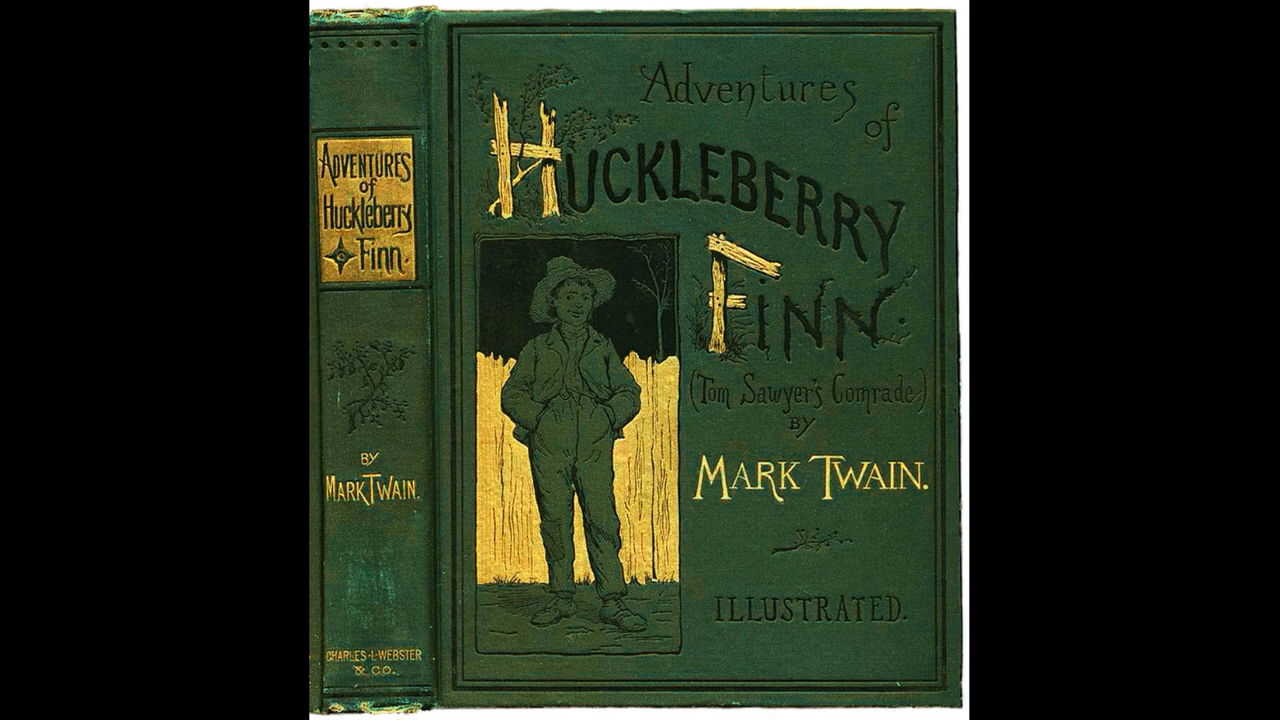 ADVENTURES
of
Huckleberry
Finn.
BY
MARK TWAIN.
CHARLES·L·WEBSTER
& CO.
Adventures
of
HUCKLEBERRY
FINN.
(Tom Sawyer's Comrade.)
BY
MARK TWAIN.
ILLUSTRATED.